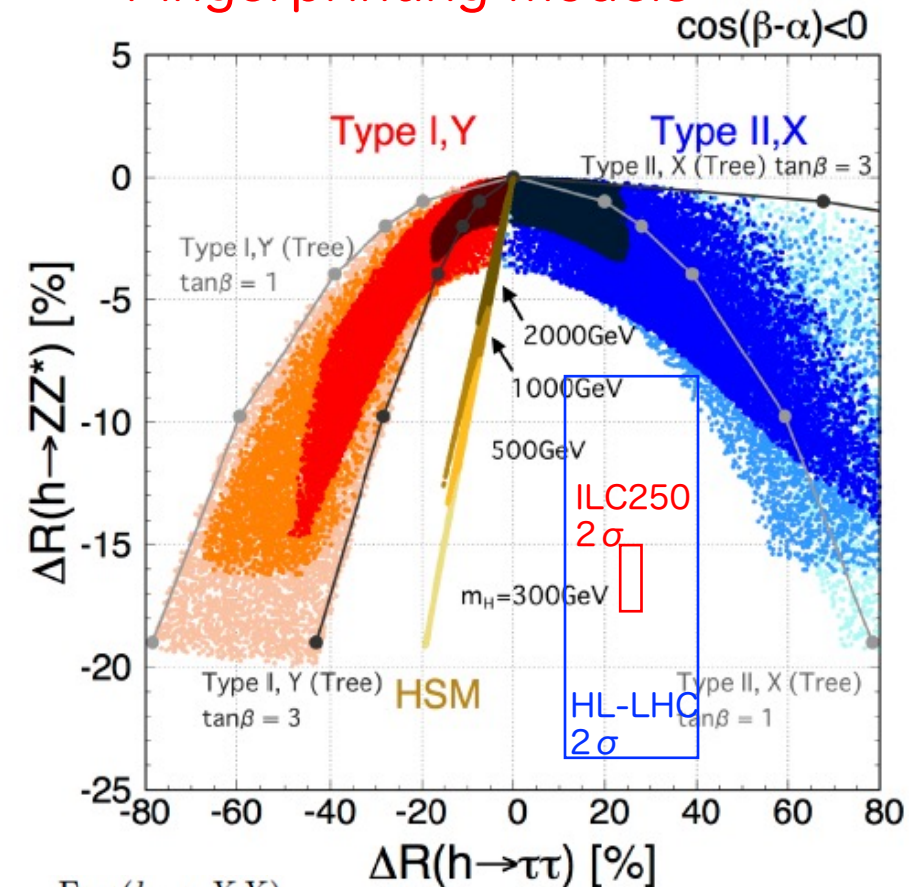 Fingerprinting models
cos(β-α)<0
5
0
-5
-10
-15
-20
-25
ΔR(h→ZZ*) [%]
Type I,Y
Type II,X
Type II, X (Tree) tanβ = 3
Type I,Y (Tree)
tanβ = 1
2000GeV
1000GeV
500GeV
ILC250
2σ
m_H=300GeV
Type I, Y (Tree)
tanβ = 3
HSM
HL-LHC
2σ
Type II, X (Tree)
tanβ = 1
-80 -60 -40 -20 0 20 40 60 80
ΔR(h→ττ) [%]